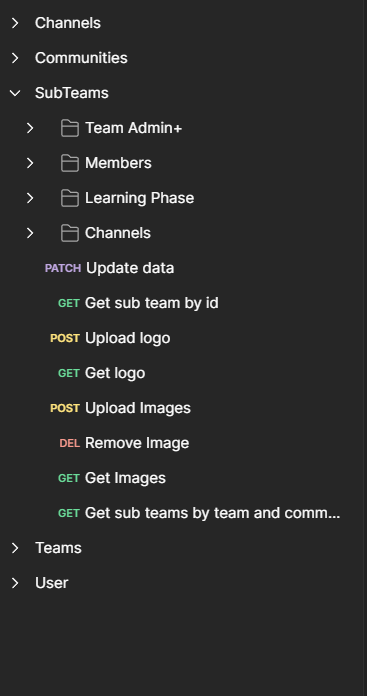 Channels
Communities
SubTeams
Team Admin+
Members
Learning Phase
Channels
PATCH Update data
GET Get sub team by id
POST Upload logo
GET Get logo
POST Upload Images
DEL Remove Image
GET Get Images
GET Get sub teams by team and comm...
Teams
User